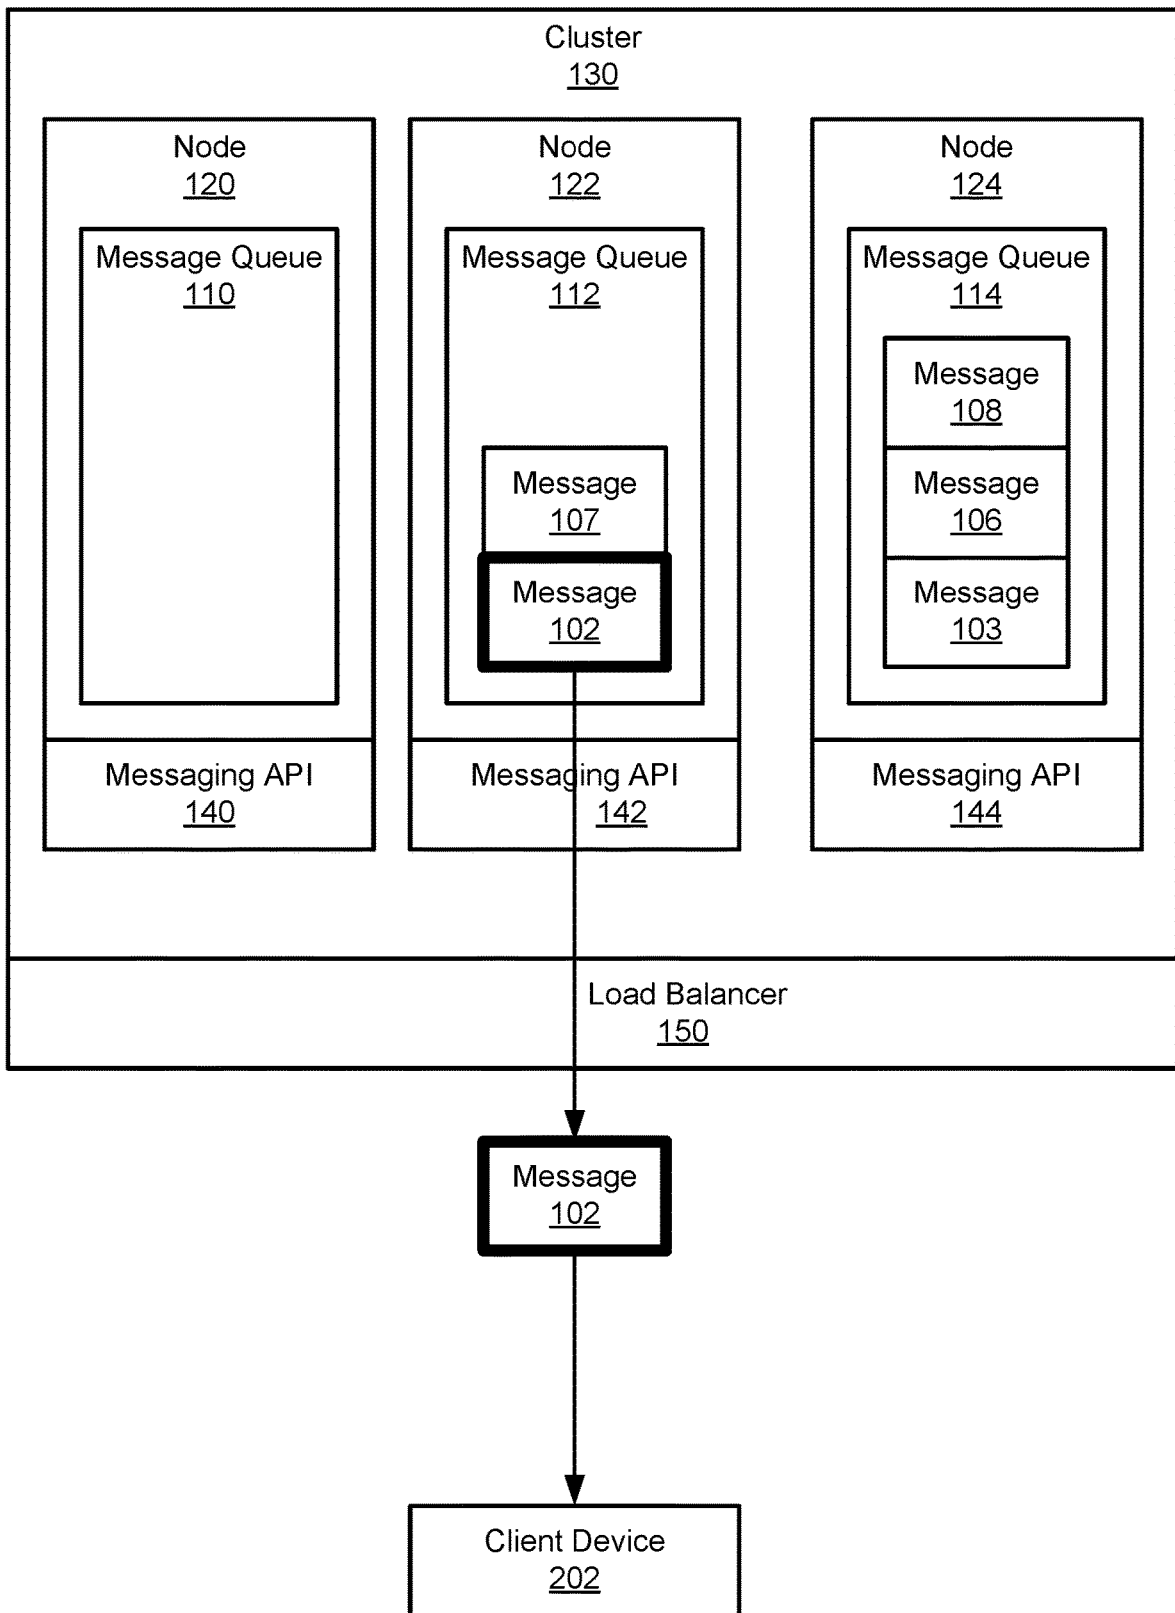 Cluster
130
Node
120
Message Queue
110
Messaging API
140
Node
122
Message Queue
112
Message
107
Message
102
Messaging API
142
Node
124
Message Queue
114
Message
108
Message
106
Message
103
Messaging API
144
Load Balancer
150
Message
102
Client Device
202